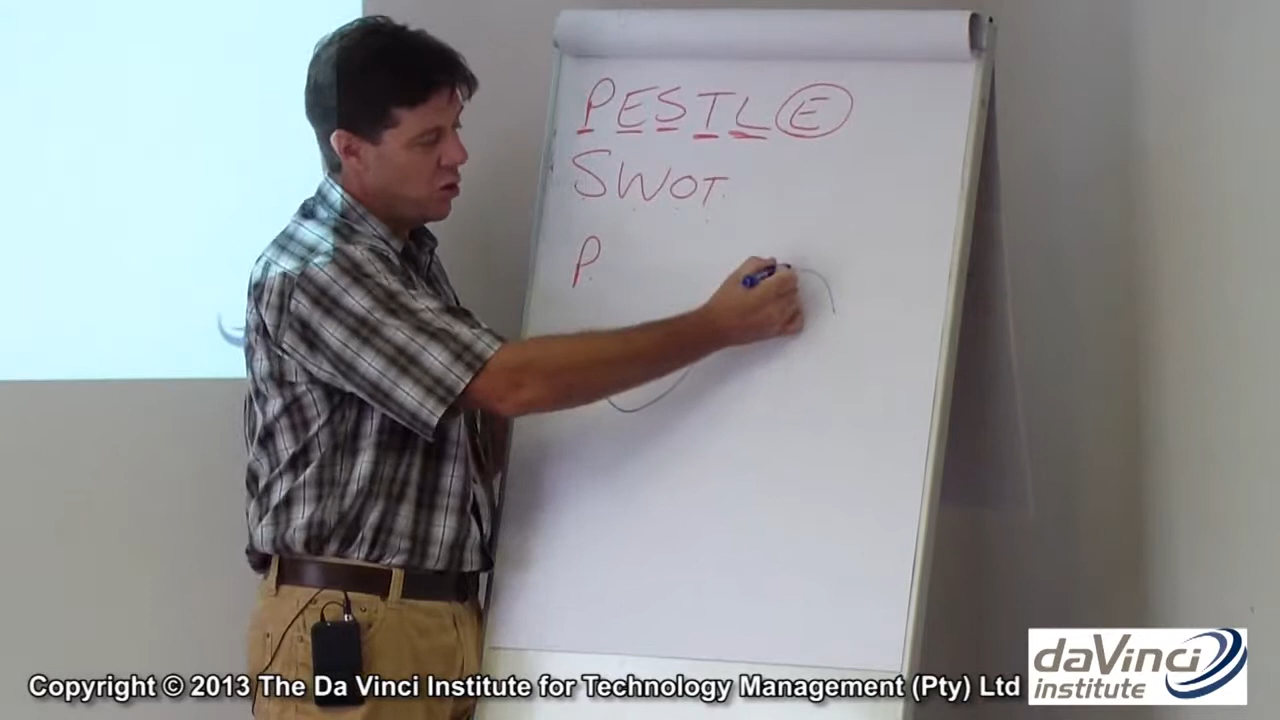 PESTLE
SWOT
P
Copyright © 2013 The Da Vinci Institute for Technology Management (Pty) Ltd
daVinci
institute